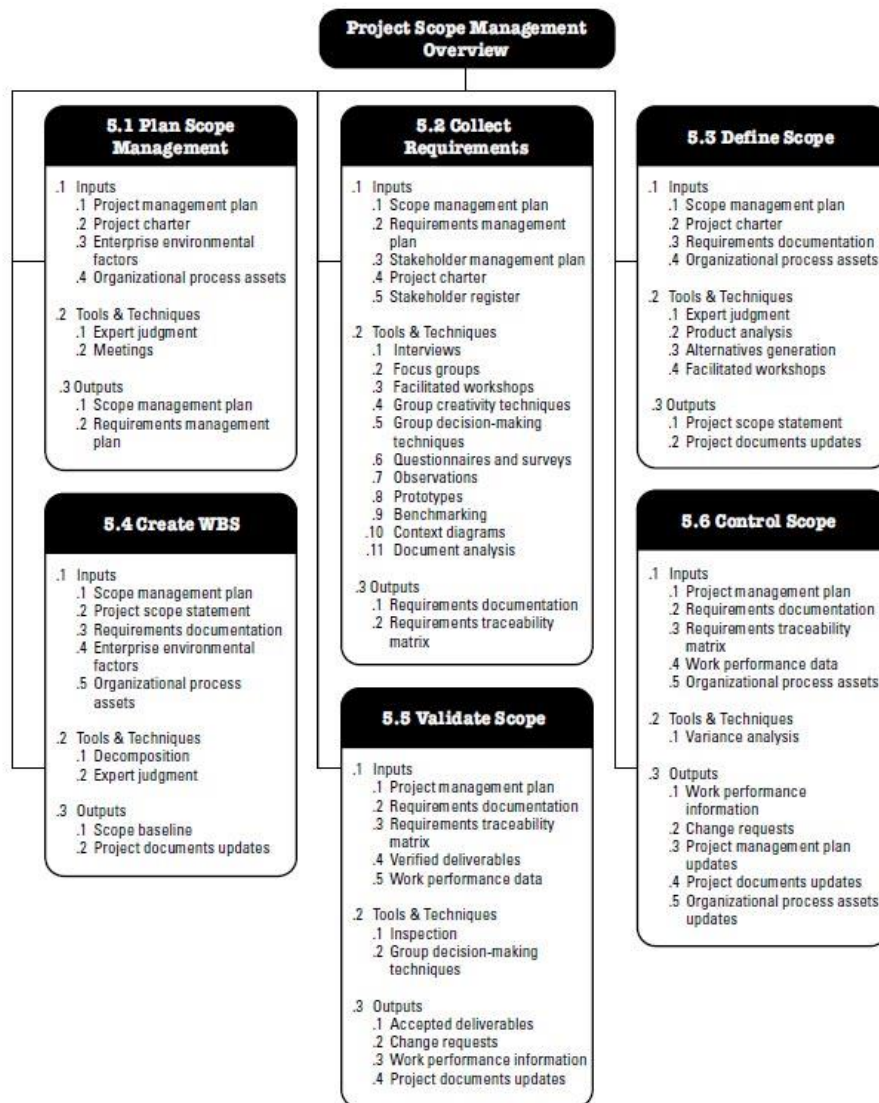 Project Scope Management
Overview
5.1 Plan Scope
Management
.1 Inputs
.1 Project management plan
.2 Project charter
.3 Enterprise environmental
factors
.4 Organizational process assets
.2 Tools & Techniques
.1 Expert judgment
.2 Meetings
.3 Outputs
.1 Scope management plan
.2 Requirements management
plan
5.2 Collect
Requirements
.1 Inputs
.1 Scope management plan
.2 Requirements management
plan
.3 Stakeholder management plan
.4 Project charter
.5 Stakeholder register
.2 Tools & Techniques
.1 Interviews
.2 Focus groups
.3 Facilitated workshops
.4 Group creativity techniques
.5 Group decision-making
techniques
.6 Questionnaires and surveys
.7 Observations
.8 Prototypes
.9 Benchmarking
.10 Context diagrams
.11 Document analysis
.3 Outputs
.1 Requirements documentation
.2 Requirements traceability
matrix
5.3 Define Scope
.1 Inputs
.1 Scope management plan
.2 Project charter
.3 Requirements documentation
.4 Organizational process assets
.2 Tools & Techniques
.1 Expert judgment
.2 Product analysis
.3 Alternatives generation
.4 Facilitated workshops
.3 Outputs
.1 Project scope statement
.2 Project documents updates
5.4 Create WBS
.1 Inputs
.1 Scope management plan
.2 Project scope statement
.3 Requirements documentation
.4 Enterprise environmental
factors
.5 Organizational process
assets
.2 Tools & Techniques
.1 Decomposition
.2 Expert judgment
.3 Outputs
.1 Scope baseline
.2 Project documents updates
5.5 Validate Scope
.1 Inputs
.1 Project management plan
.2 Requirements documentation
.3 Requirements traceability
matrix
.4 Verified deliverables
.5 Work performance data
.2 Tools & Techniques
.1 Inspection
.2 Group decision-making
techniques
.3 Outputs
.1 Accepted deliverables
.2 Change requests
.3 Work performance information
.4 Project documents updates
5.6 Control Scope
.1 Inputs
.1 Project management plan
.2 Requirements documentation
.3 Requirements traceability
matrix
.4 Work performance data
.5 Organizational process assets
.2 Tools & Techniques
.1 Variance analysis
.3 Outputs
.1 Work performance
information
.2 Change requests
.3 Project management plan
updates
.4 Project documents updates
.5 Organizational process assets
updates